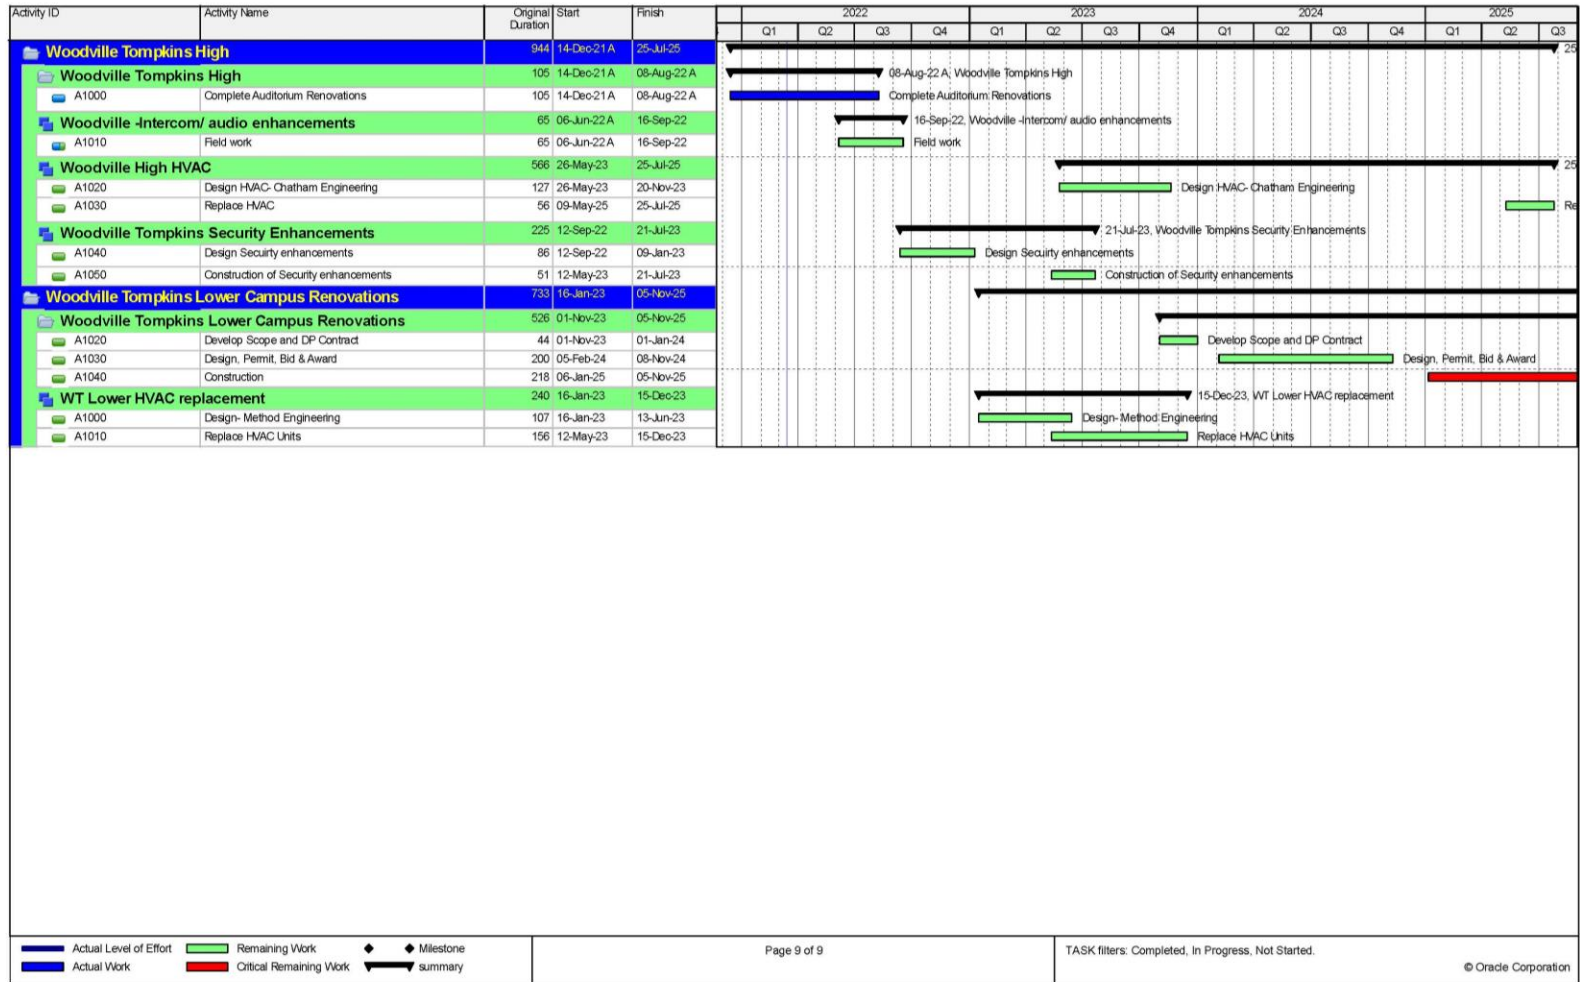 Activity ID Activity Name Original Duration Start Finish 2022 2023 2024 2025
Q1 Q2 Q3 Q4 Q1 Q2 Q3 Q4 Q1 Q2 Q3 Q4 Q1 Q2 Q3
Woodville Tompkins High 944 14-Dec-21 A 25-Jul-25 25
Woodville Tompkins High 105 14-Dec-21 A 08-Aug-22 A 08-Aug-22 A, Woodville Tompkins High
A1000 Complete Auditorium Renovations 105 14-Dec-21 A 08-Aug-22 A Complete Auditorium Renovations
Woodville -Intercom/ audio enhancements 65 06-Jun-22 A 16-Sep-22 16-Sep-22, Woodville -Intercom/ audio enhancements
A1010 Field work 65 06-Jun-22 A 16-Sep-22 Field work
Woodville High HVAC 566 26-May-23 25-Jul-25 25
A1020 Design HVAC- Chatham Engineering 127 26-May-23 20-Nov-23 Design HVAC- Chatham Engineering
A1030 Replace HVAC 56 09-May-25 25-Jul-25 Re
Woodville Tompkins Security Enhancements 225 12-Sep-22 21-Jul-23 21-Jul-23, Woodville Tompkins Security Enhancements
A1040 Design Secuirty enhancements 86 12-Sep-22 09-Jan-23 Design Secuirty enhancements
A1050 Construction of Security enhancements 51 12-May-23 21-Jul-23 Construction of Security enhancements
Woodville Tompkins Lower Campus Renovations 733 16-Jan-23 05-Nov-25
Woodville Tompkins Lower Campus Renovations 526 01-Nov-23 05-Nov-25
A1020 Develop Scope and DP Contract 44 01-Nov-23 01-Jan-24 Develop Scope and DP Contract
A1030 Design, Permit, Bid & Award 200 05-Feb-24 08-Nov-24 Design, Permit, Bid & Award
A1040 Construction 218 06-Jan-25 05-Nov-25
WT Lower HVAC replacement 240 16-Jan-23 15-Dec-23 15-Dec-23, WT Lower HVAC replacement
A1000 Design- Method Engineering 107 16-Jan-23 13-Jun-23 Design- Method Engineering
A1010 Replace HVAC Units 156 12-May-23 15-Dec-23 Replace HVAC Units
Actual Level of Effort Remaining Work Milestone Page 9 of 9 TASK filters: Completed, In Progress, Not Started.
Actual Work Critical Remaining Work summary
© Oracle Corporation